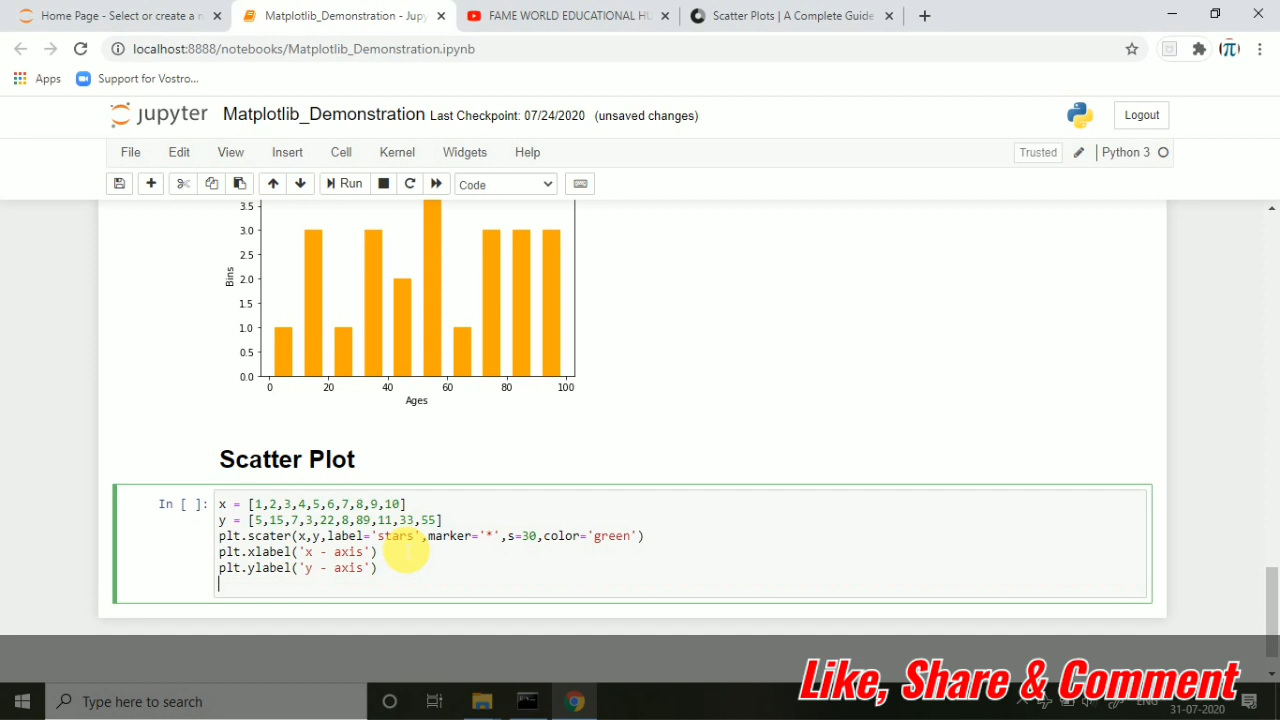 Home Page - Select or create a n
Matplotlib_Demonstration - Jupy
FAME WORLD EDUCATIONAL HU
Scatter Plots | A Complete Guide
localhost:8888/notebooks/Matplotlib_Demonstration.ipynb
Apps
Support for Vostro...
jupyter
Matplotlib_Demonstration Last Checkpoint: 07/24/2020 (unsaved changes)
Logout
File Edit View Insert Cell Kernel Widgets Help
Trusted
Python 3
Run
Code
3.5
3.0
2.5
2.0
1.5
1.0
0.5
0.0
Bins
0 20 40 60 80 100
Ages
Scatter Plot
In [ ]:
x = [1,2,3,4,5,6,7,8,9,10]
y = [5,15,7,3,22,8,89,11,33,55]
plt.scater(x,y,label='stars',marker='*',s=30,color='green')
plt.xlabel('x - axis')
plt.ylabel('y - axis')
Like, Share & Comment
Type here to search
ENG
31-07-2020